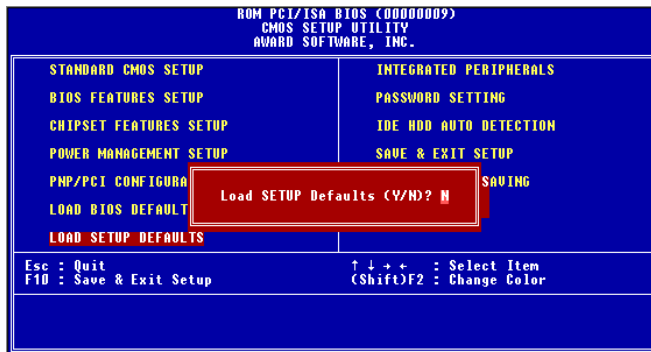 ROM PCI/ISA BIOS (00000009)
CMOS SETUP UTILITY
AWARD SOFTWARE, INC.
STANDARD CMOS SETUP
BIOS FEATURES SETUP
CHIPSET FEATURES SETUP
POWER MANAGEMENT SETUP
PNP/PCI CONFIGURA
LOAD BIOS DEFAULT
LOAD SETUP DEFAULTS
INTEGRATED PERIPHERALS
PASSWORD SETTING
IDE HDD AUTO DETECTION
SAVE & EXIT SETUP
SAVING
Load SETUP Defaults (Y/N)? N
Esc : Quit
F10 : Save & Exit Setup
↑ ↓ → ← : Select Item
(Shift)F2 : Change Color